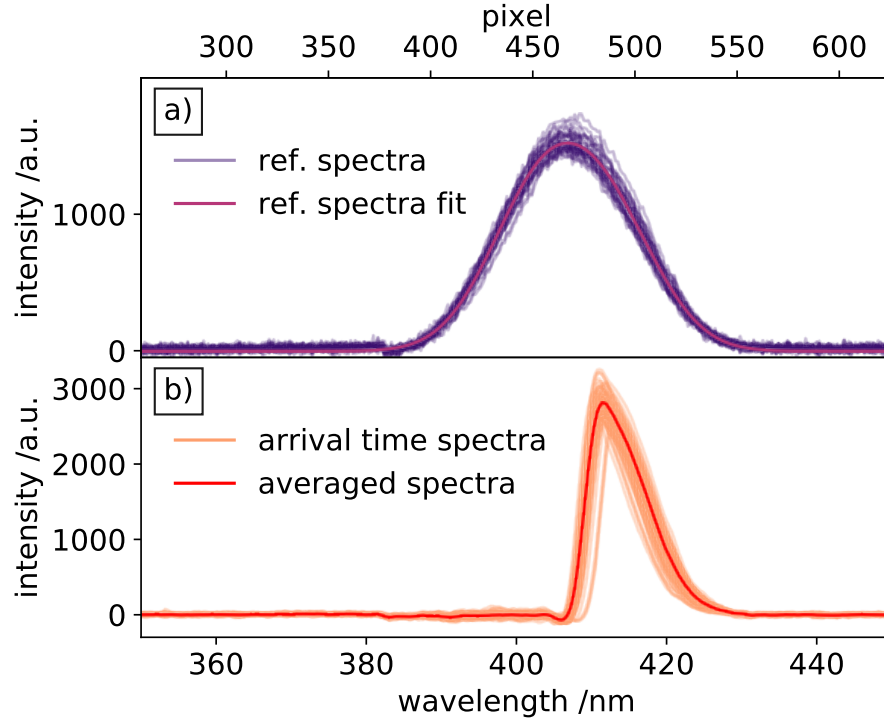 pixel
300 350 400 450 500 550 600
a)
ref. spectra
ref. spectra fit
intensity /a.u.
1000
0
b)
arrival time spectra
averaged spectra
intensity /a.u.
3000
2000
1000
0
360 380 400 420 440
wavelength /nm